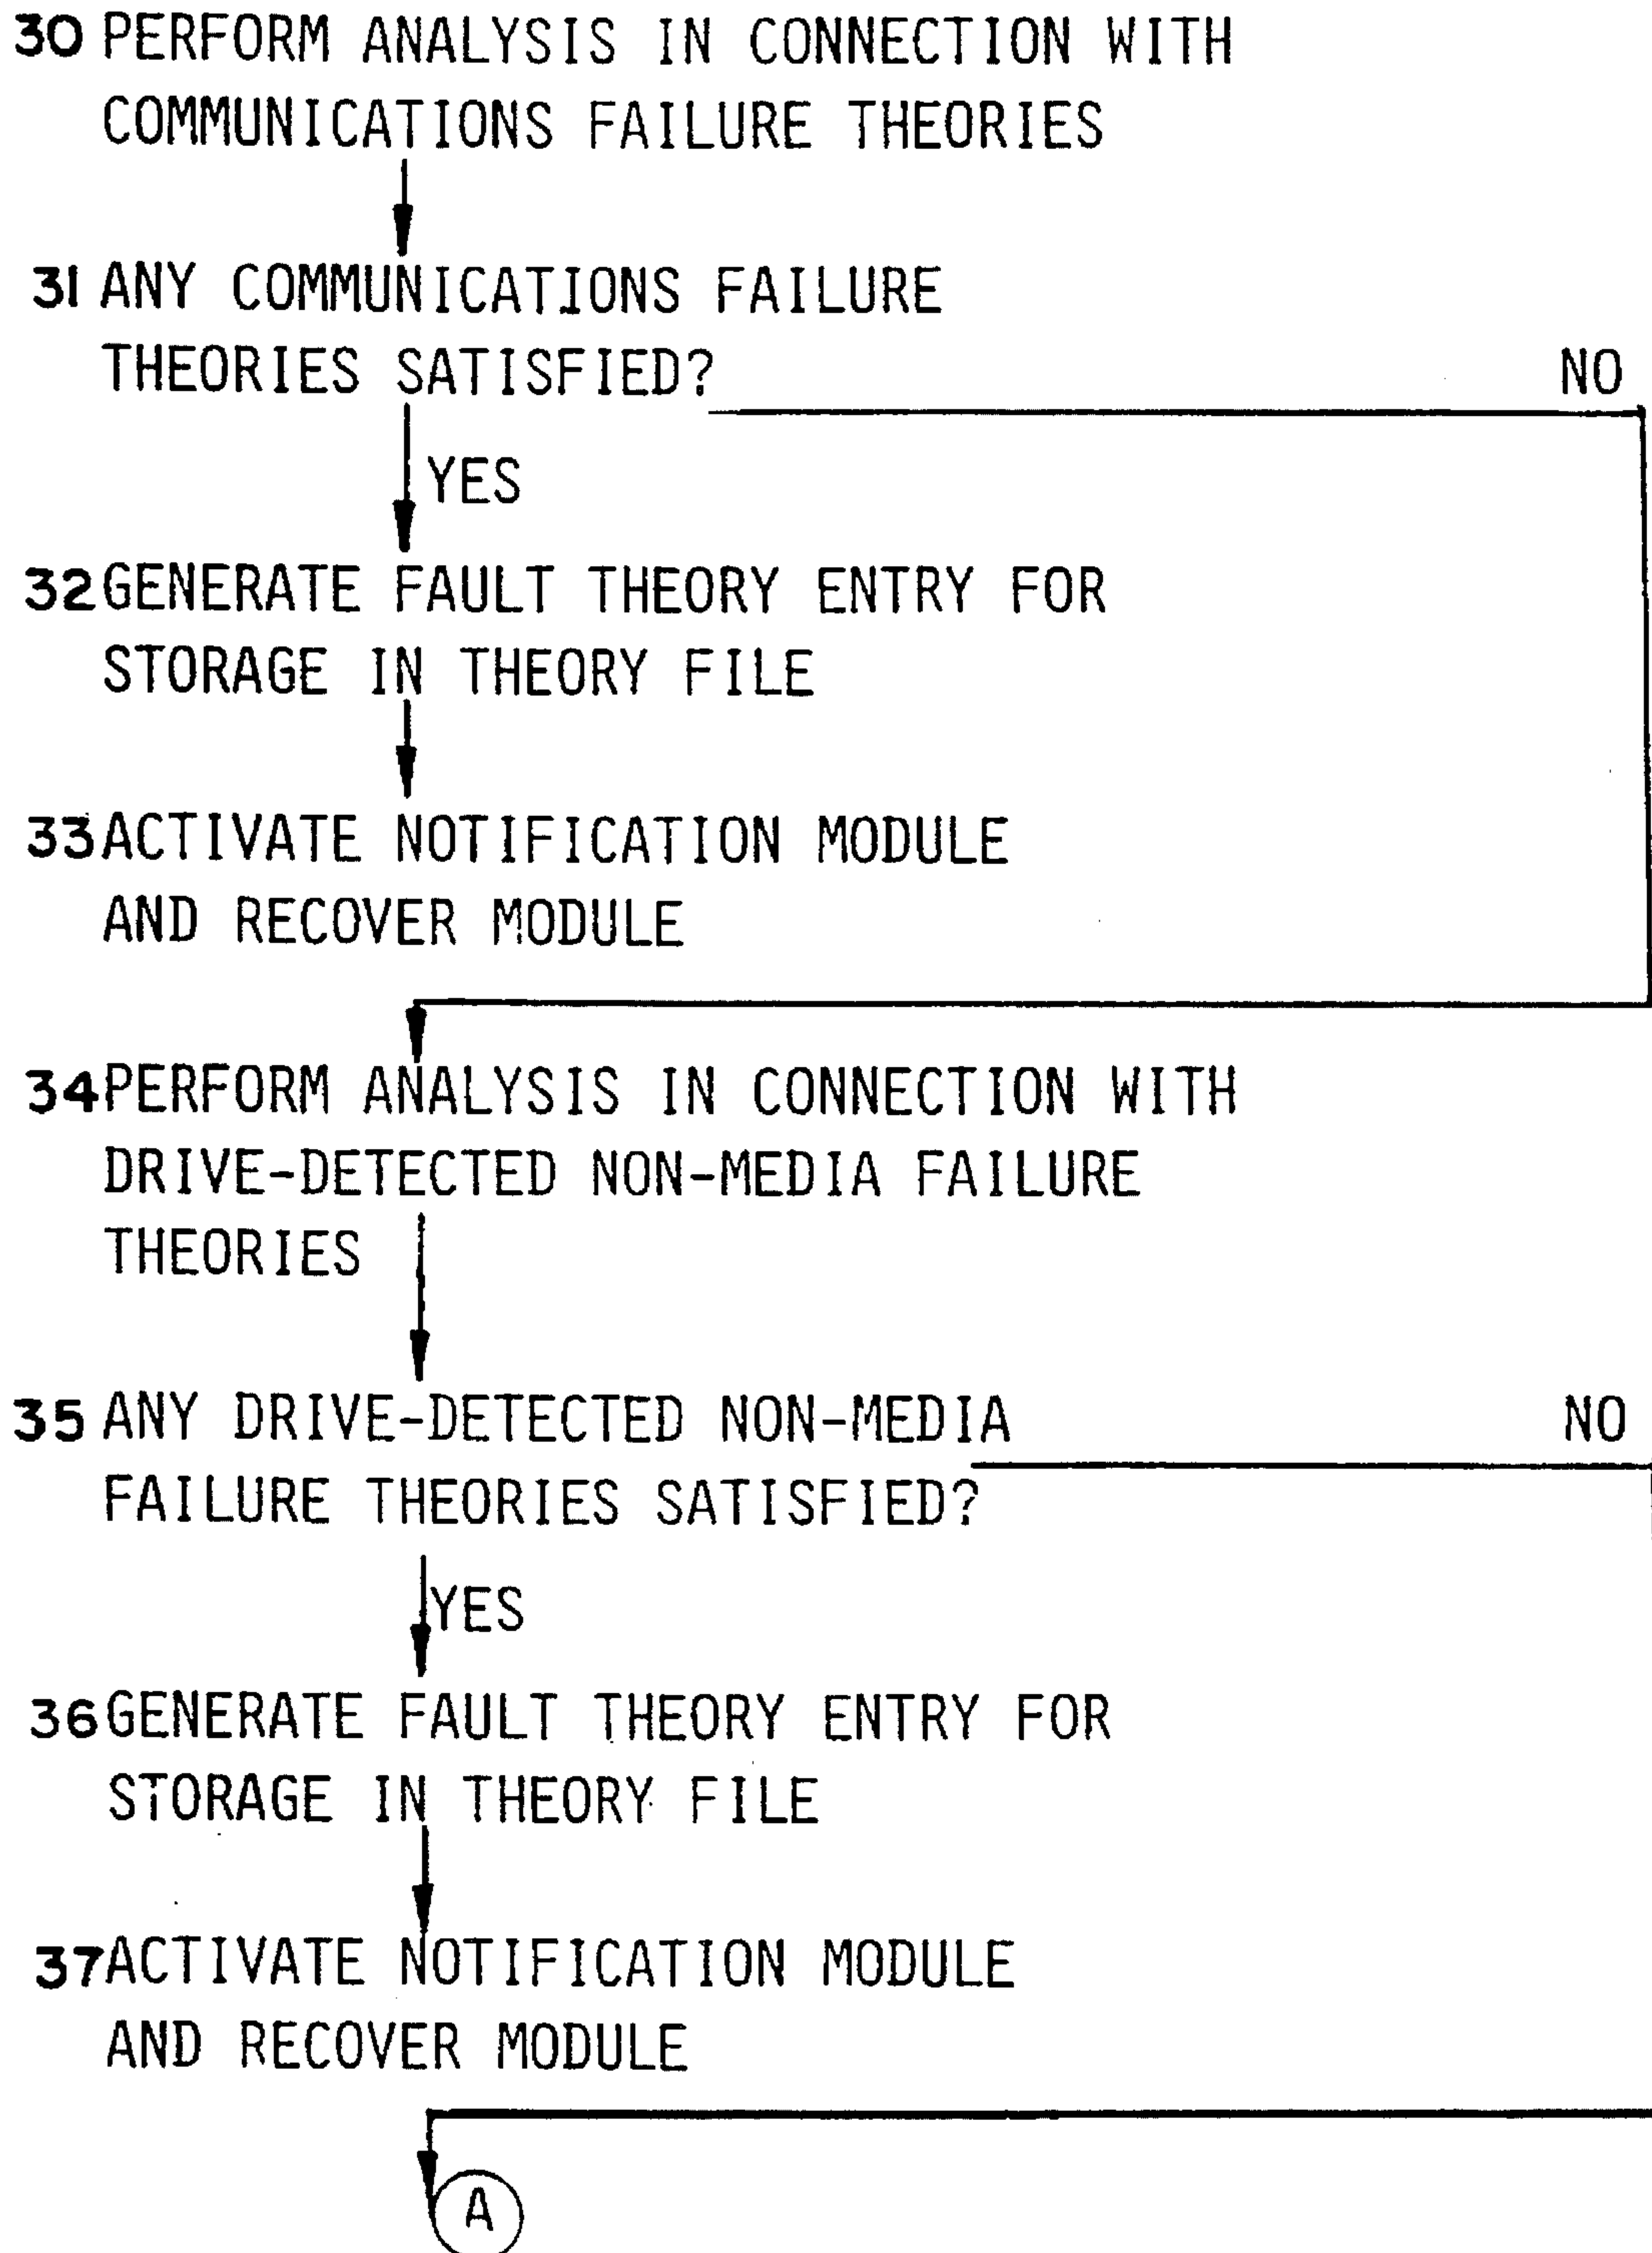 30 PERFORM ANALYSIS IN CONNECTION WITH
COMMUNICATIONS FAILURE THEORIES
31 ANY COMMUNICATIONS FAILURE
THEORIES SATISFIED?
NO
YES
32 GENERATE FAULT THEORY ENTRY FOR
STORAGE IN THEORY FILE
33 ACTIVATE NOTIFICATION MODULE
AND RECOVER MODULE
34 PERFORM ANALYSIS IN CONNECTION WITH
DRIVE-DETECTED NON-MEDIA FAILURE
THEORIES
35 ANY DRIVE-DETECTED NON-MEDIA
NO
FAILURE THEORIES SATISFIED?
YES
36 GENERATE FAULT THEORY ENTRY FOR
STORAGE IN THEORY FILE
37 ACTIVATE NOTIFICATION MODULE
AND RECOVER MODULE
A